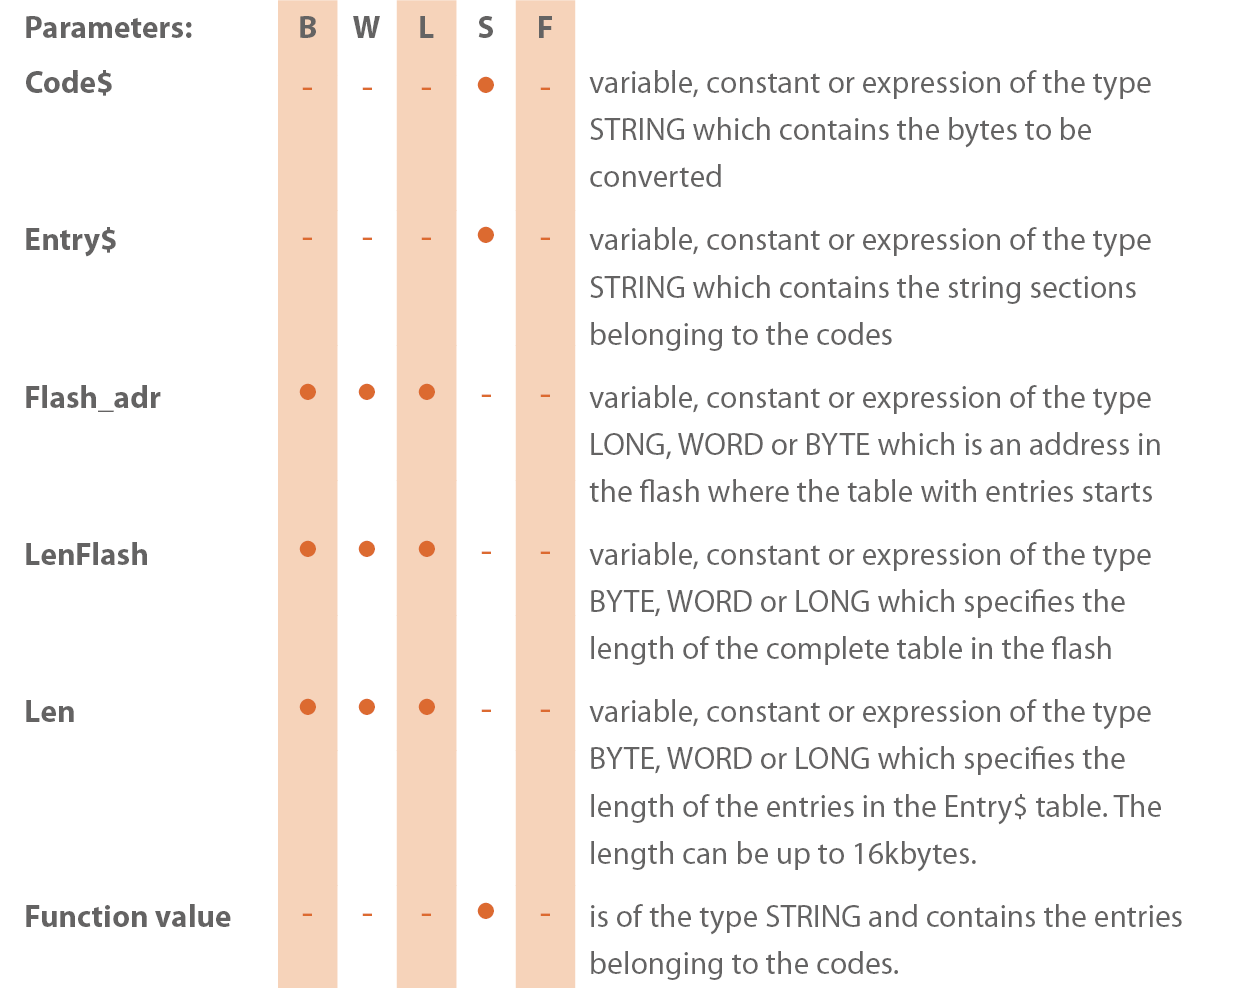 Parameters: B W L S F
Code$ - - - ● - variable, constant or expression of the type
STRING which contains the bytes to be
converted
Entry$ - - - ● - variable, constant or expression of the type
STRING which contains the string sections
belonging to the codes
Flash_adr ● ● ● - - variable, constant or expression of the type
LONG, WORD or BYTE which is an address in
the flash where the table with entries starts
LenFlash ● ● ● - - variable, constant or expression of the type
BYTE, WORD or LONG which specifies the
length of the complete table in the flash
Len ● ● ● - - variable, constant or expression of the type
BYTE, WORD or LONG which specifies the
length of the entries in the Entry$ table. The
length can be up to 16kbytes.
Function value - - - ● - is of the type STRING and contains the entries
belonging to the codes.